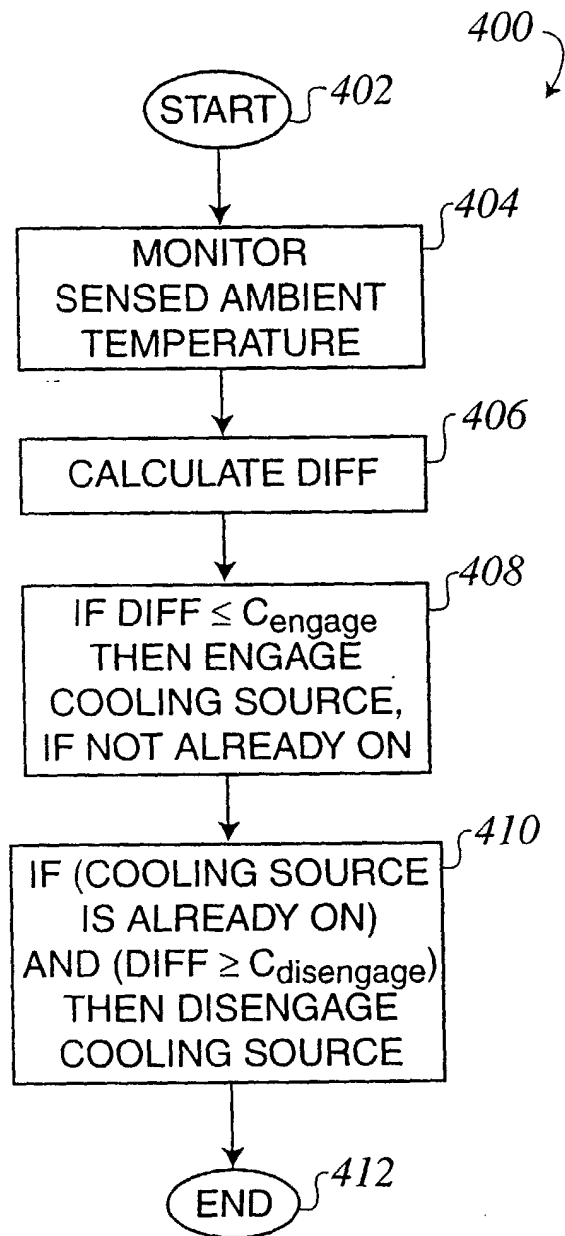 400
START
402
404
MONITOR
SENSED AMBIENT
TEMPERATURE
406
CALCULATE DIFF
408
IF DIFF ≤ Cengage
THEN ENGAGE
COOLING SOURCE,
IF NOT ALREADY ON
410
IF (COOLING SOURCE
IS ALREADY ON)
AND (DIFF ≥ Cdisengage)
THEN DISENGAGE
COOLING SOURCE
END
412